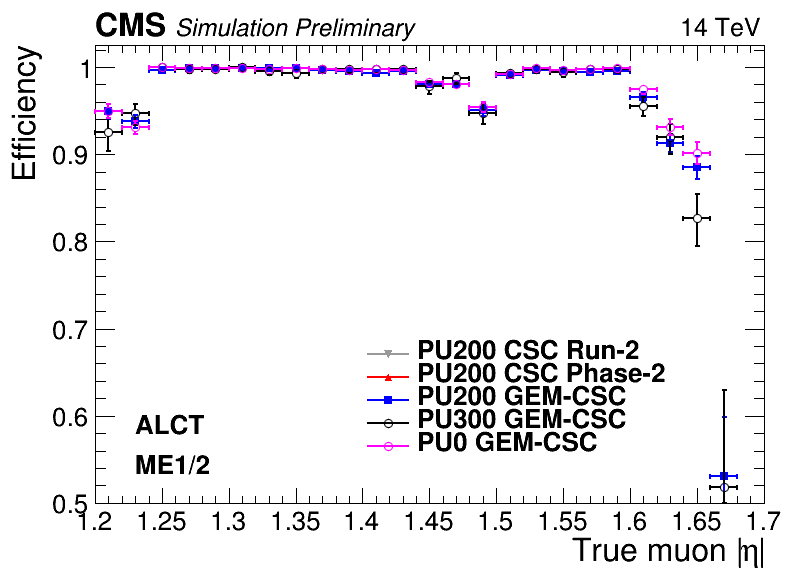 CMS Simulation Preliminary 14 TeV
Efficiency
1
0.9
0.8
0.7
0.6
0.5
PU200 CSC Run-2
PU200 CSC Phase-2
PU200 GEM-CSC
PU300 GEM-CSC
PU0 GEM-CSC
ALCT
ME1/2
1.2 1.25 1.3 1.35 1.4 1.45 1.5 1.55 1.6 1.65 1.7
True muon |η|